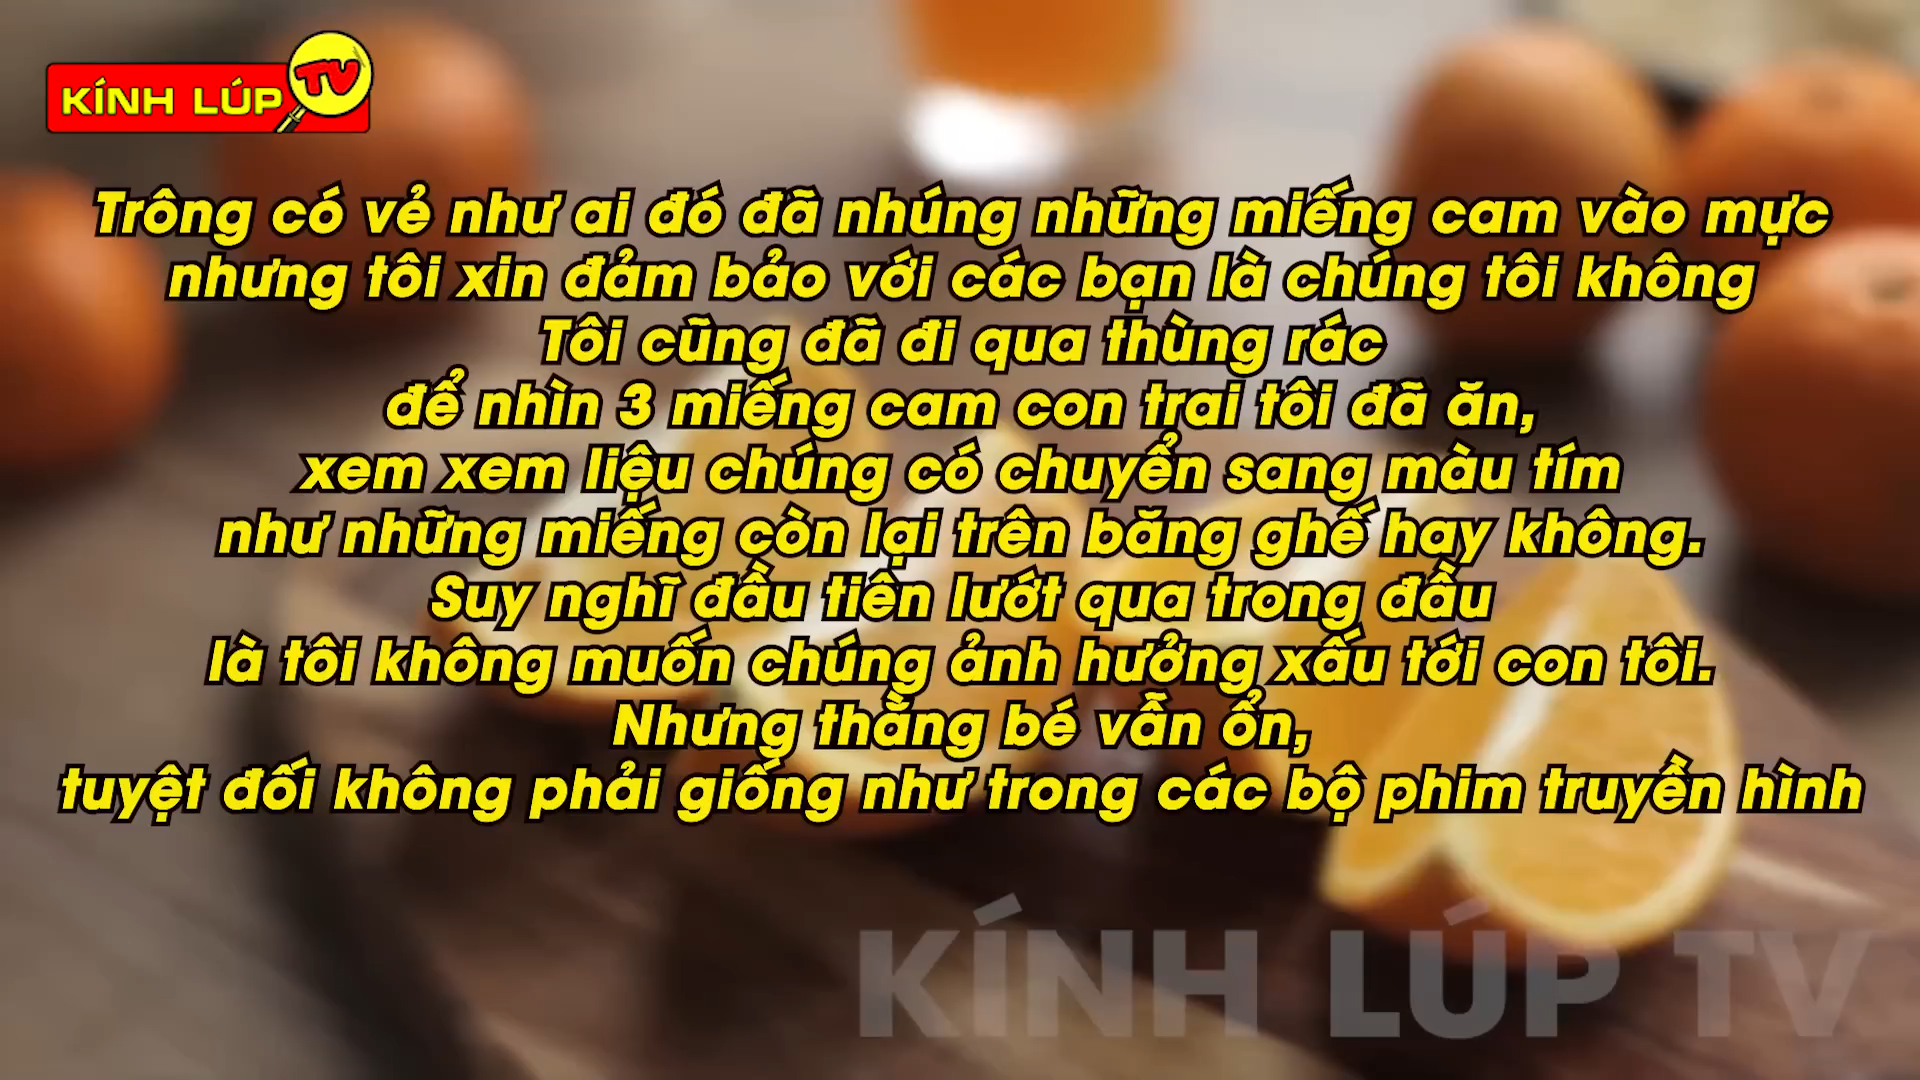 KÍNH LÚP TV
Trông có vẻ như ai đó đã nhúng những miếng cam vào mực
nhưng tôi xin đảm bảo với các bạn là chúng tôi không
Tôi cũng đã đi qua thùng rác
để nhìn 3 miếng cam con trai tôi đã ăn,
xem xem liệu chúng có chuyển sang màu tím
như những miếng còn lại trên băng ghế hay không.
Suy nghĩ đầu tiên lướt qua trong đầu
là tôi không muốn chúng ảnh hưởng xấu tới con tôi.
Nhưng thằng bé vẫn ổn,
tuyệt đối không phải giống như trong các bộ phim truyền hình
KÍNH LÚP TV